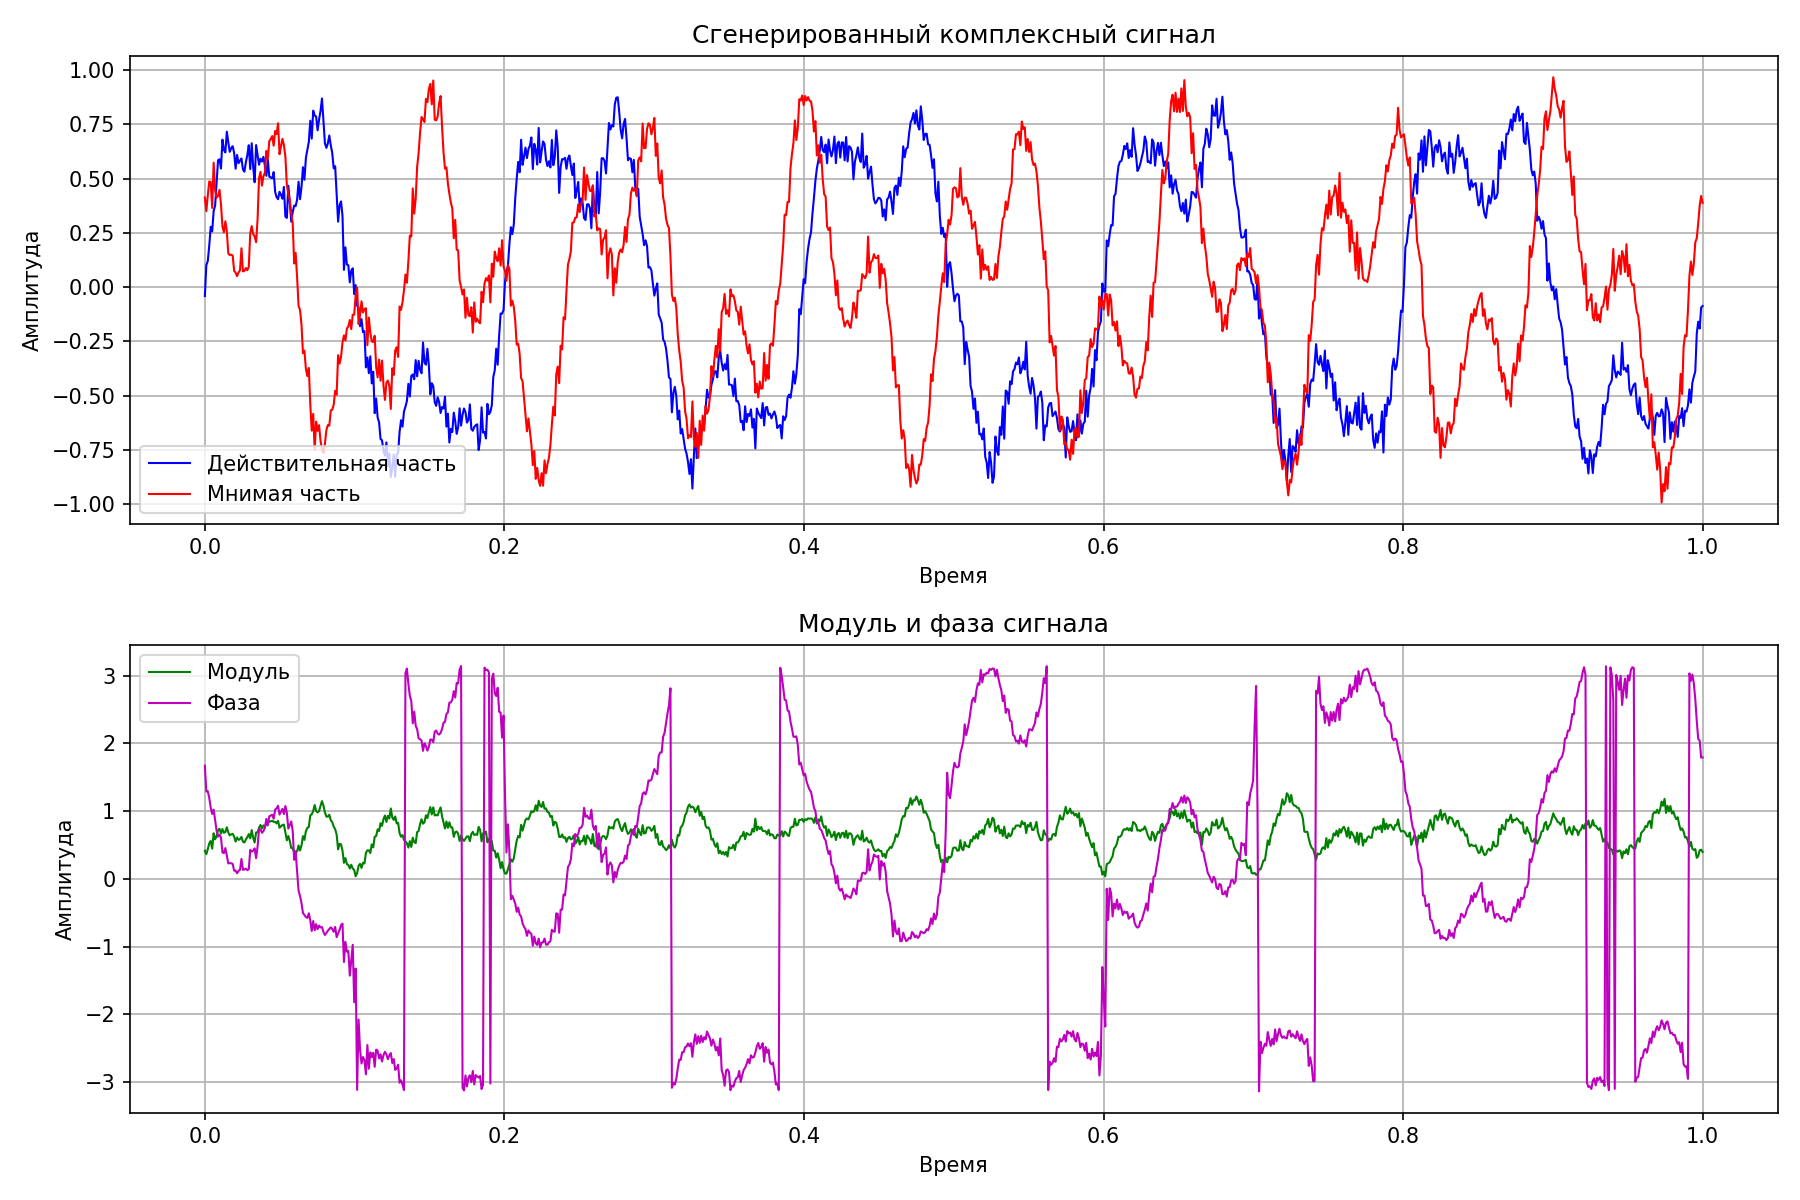 Сгенерированный комплексный сигнал
Амплитуда
1.00
0.75
0.50
0.25
0.00
−0.25
−0.50
−0.75
−1.00
Действительная часть
Мнимая часть
0.0
0.2
0.4
0.6
0.8
1.0
Время
Модуль и фаза сигнала
Амплитуда
3
2
1
0
−1
−2
−3
Модуль
Фаза
0.0
0.2
0.4
0.6
0.8
1.0
Время